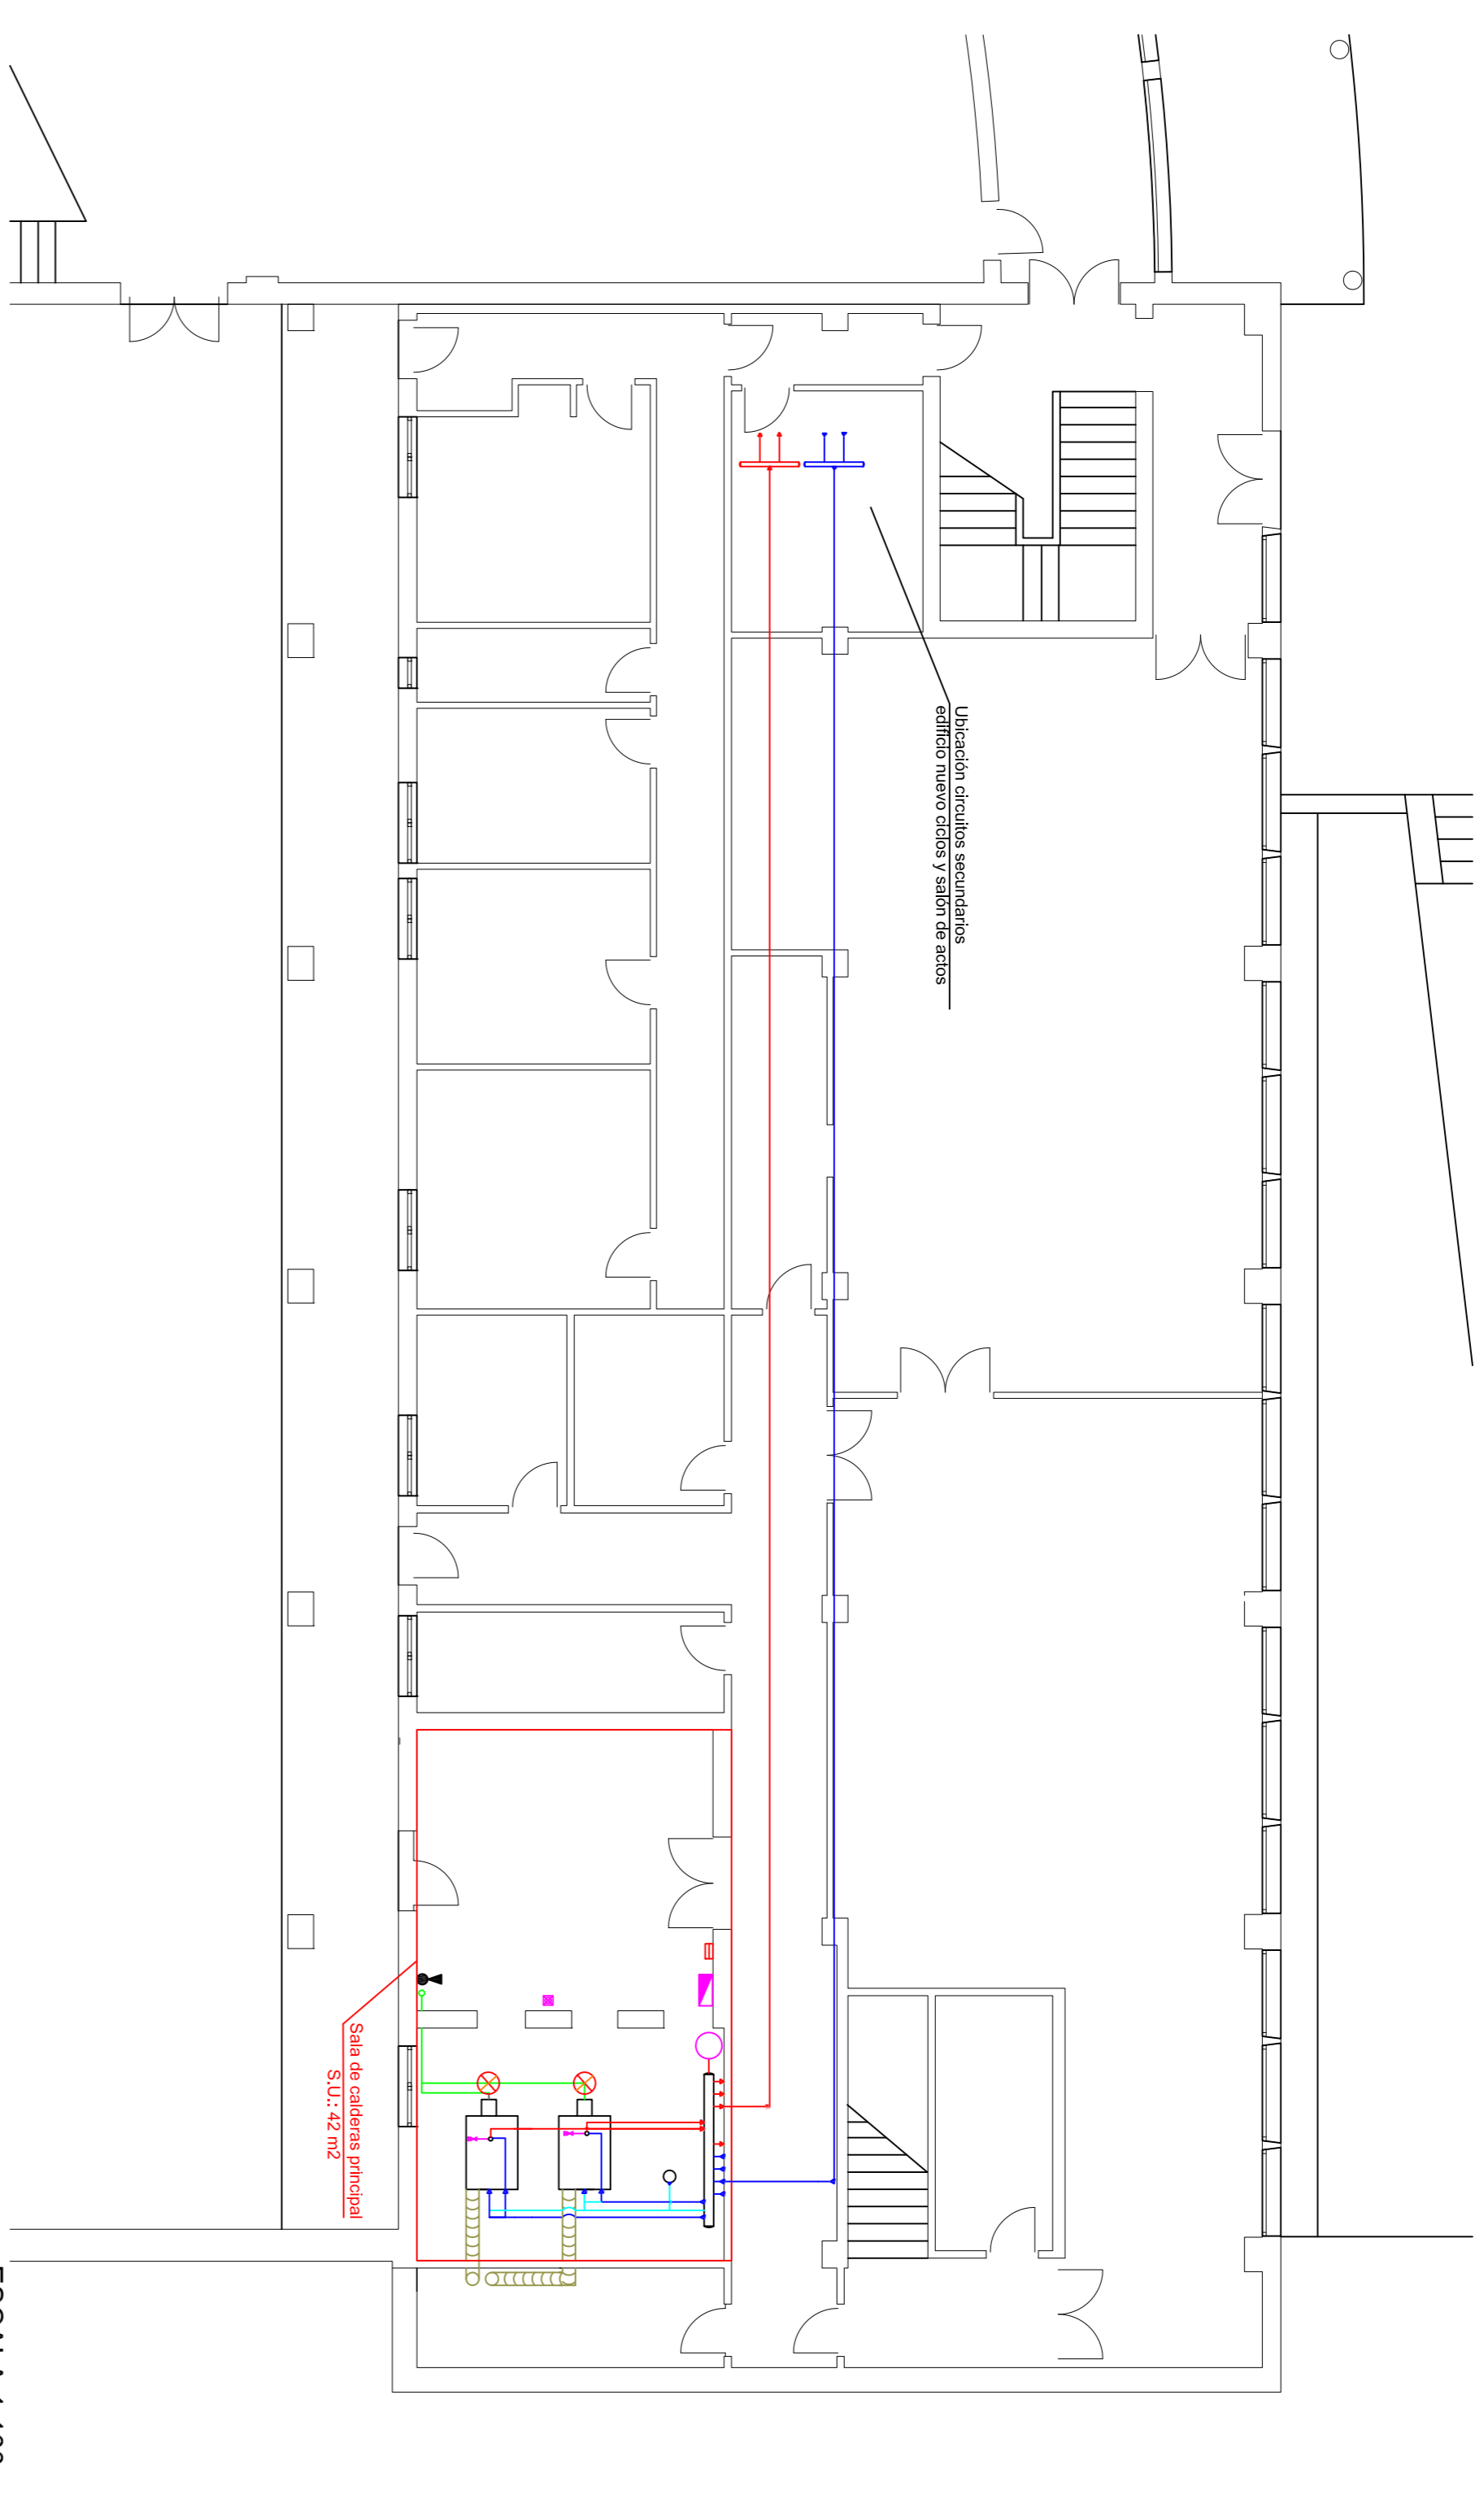 Ubicación circuitos secundarios
edificio nuevo ciclos y salón de actos
Sala de calderas principal
S.U.: 42 m2